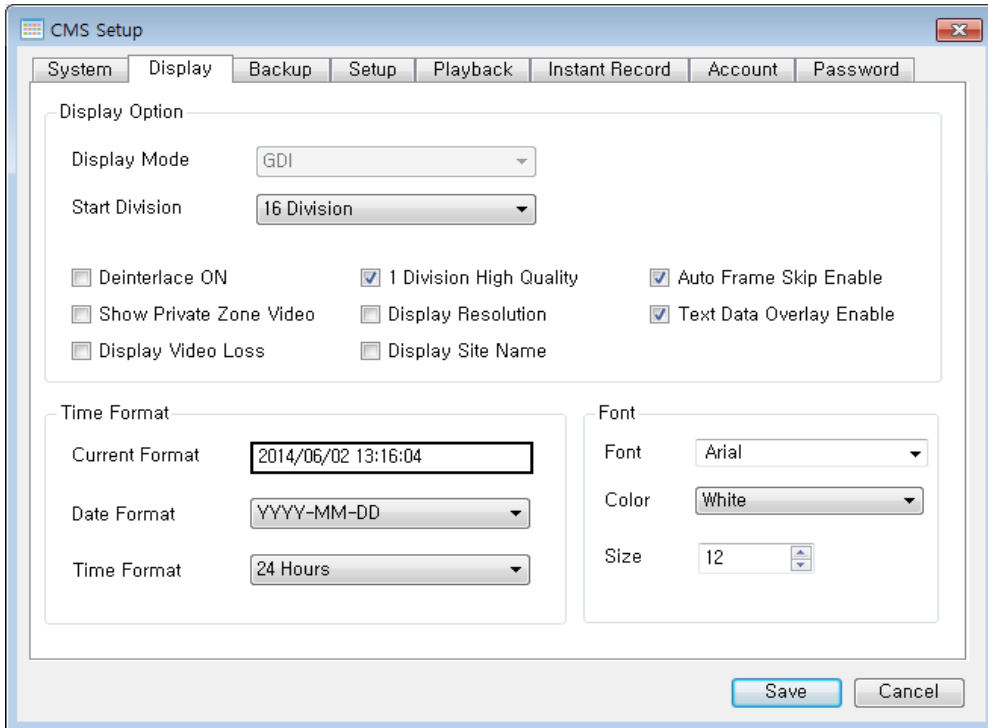 CMS Setup
System Display Backup Setup Playback Instant Record Account Password
Display Option
Display Mode GDI
Start Division 16 Division
Deinterlace ON 1 Division High Quality Auto Frame Skip Enable
Show Private Zone Video Display Resolution Text Data Overlay Enable
Display Video Loss Display Site Name
Time Format
Current Format 2014/06/02 13:16:04
Date Format YYYY-MM-DD
Time Format 24 Hours
Font
Font Arial
Color White
Size 12
Save Cancel